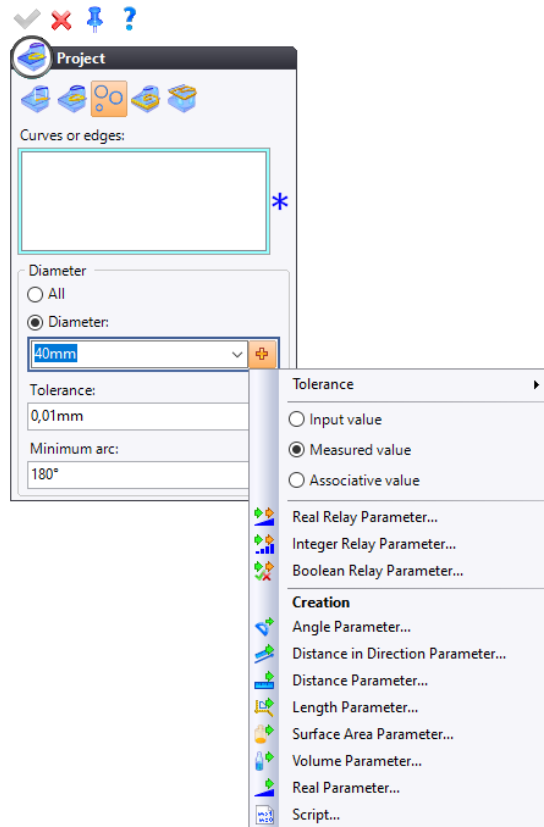 ?
Project
Curves or edges:
*
Diameter
All
Diameter:
40mm
Tolerance:
0,01mm
Minimum arc:
180°
Tolerance
Input value
Measured value
Associative value
Real Relay Parameter...
Integer Relay Parameter...
Boolean Relay Parameter...
Creation
Angle Parameter...
Distance in Direction Parameter...
Distance Parameter...
Length Parameter...
Surface Area Parameter...
Volume Parameter...
Real Parameter...
Script...